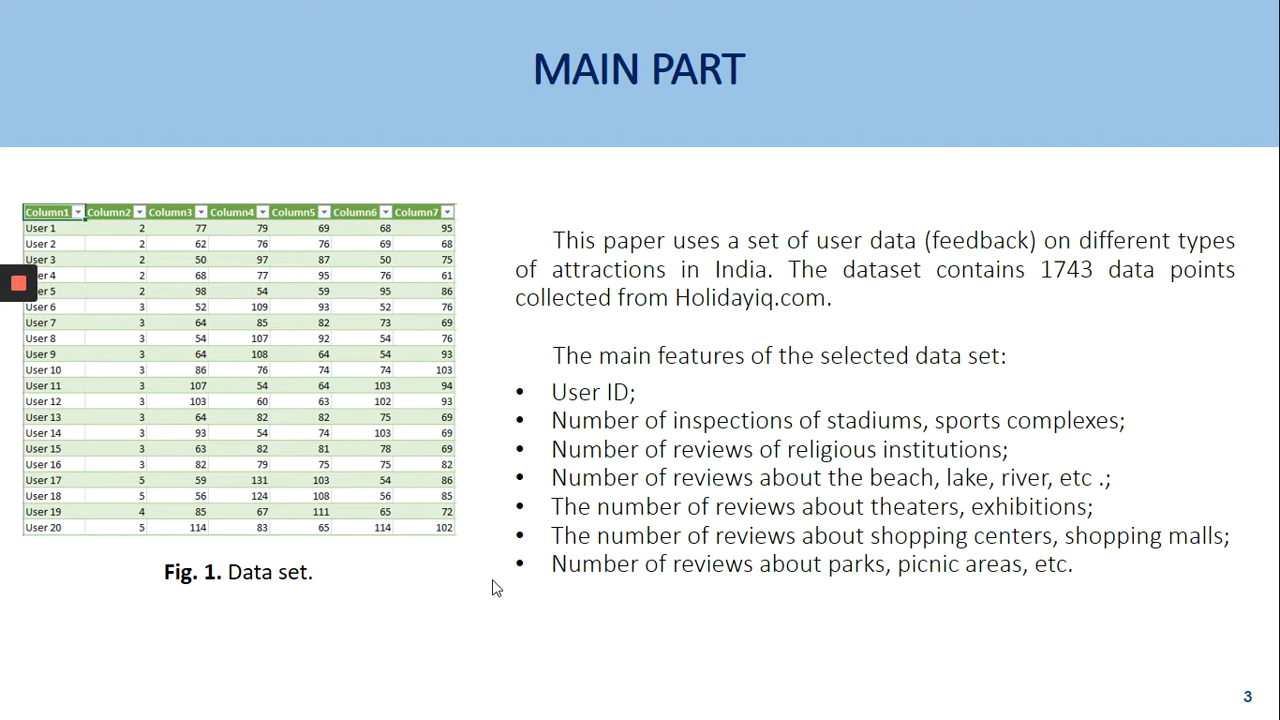 MAIN PART
Column1 Column2 Column3 Column4 Column5 Column6 Column7
User 1 2 77 79 69 68 95
User 2 2 62 76 76 69 68
User 3 2 50 97 87 50 75
er 4 2 68 77 95 76 61
er 5 2 98 54 59 95 86
User 6 3 52 109 93 52 76
User 7 3 64 85 82 73 69
User 8 3 54 107 92 54 76
User 9 3 64 108 64 54 93
User 10 3 86 76 74 74 103
User 11 3 107 54 64 103 94
User 12 3 103 60 63 102 93
User 13 3 64 82 82 75 69
User 14 3 93 54 74 103 69
User 15 3 63 82 81 78 69
User 16 3 82 79 75 75 82
User 17 5 59 131 103 54 86
User 18 5 56 124 108 56 85
User 19 4 85 67 111 65 72
User 20 5 114 83 65 114 102
Fig. 1. Data set.
This paper uses a set of user data (feedback) on different types
of attractions in India. The dataset contains 1743 data points
collected from Holidayiq.com.
The main features of the selected data set:
• User ID;
• Number of inspections of stadiums, sports complexes;
• Number of reviews of religious institutions;
• Number of reviews about the beach, lake, river, etc .;
• The number of reviews about theaters, exhibitions;
• The number of reviews about shopping centers, shopping malls;
• Number of reviews about parks, picnic areas, etc.
3